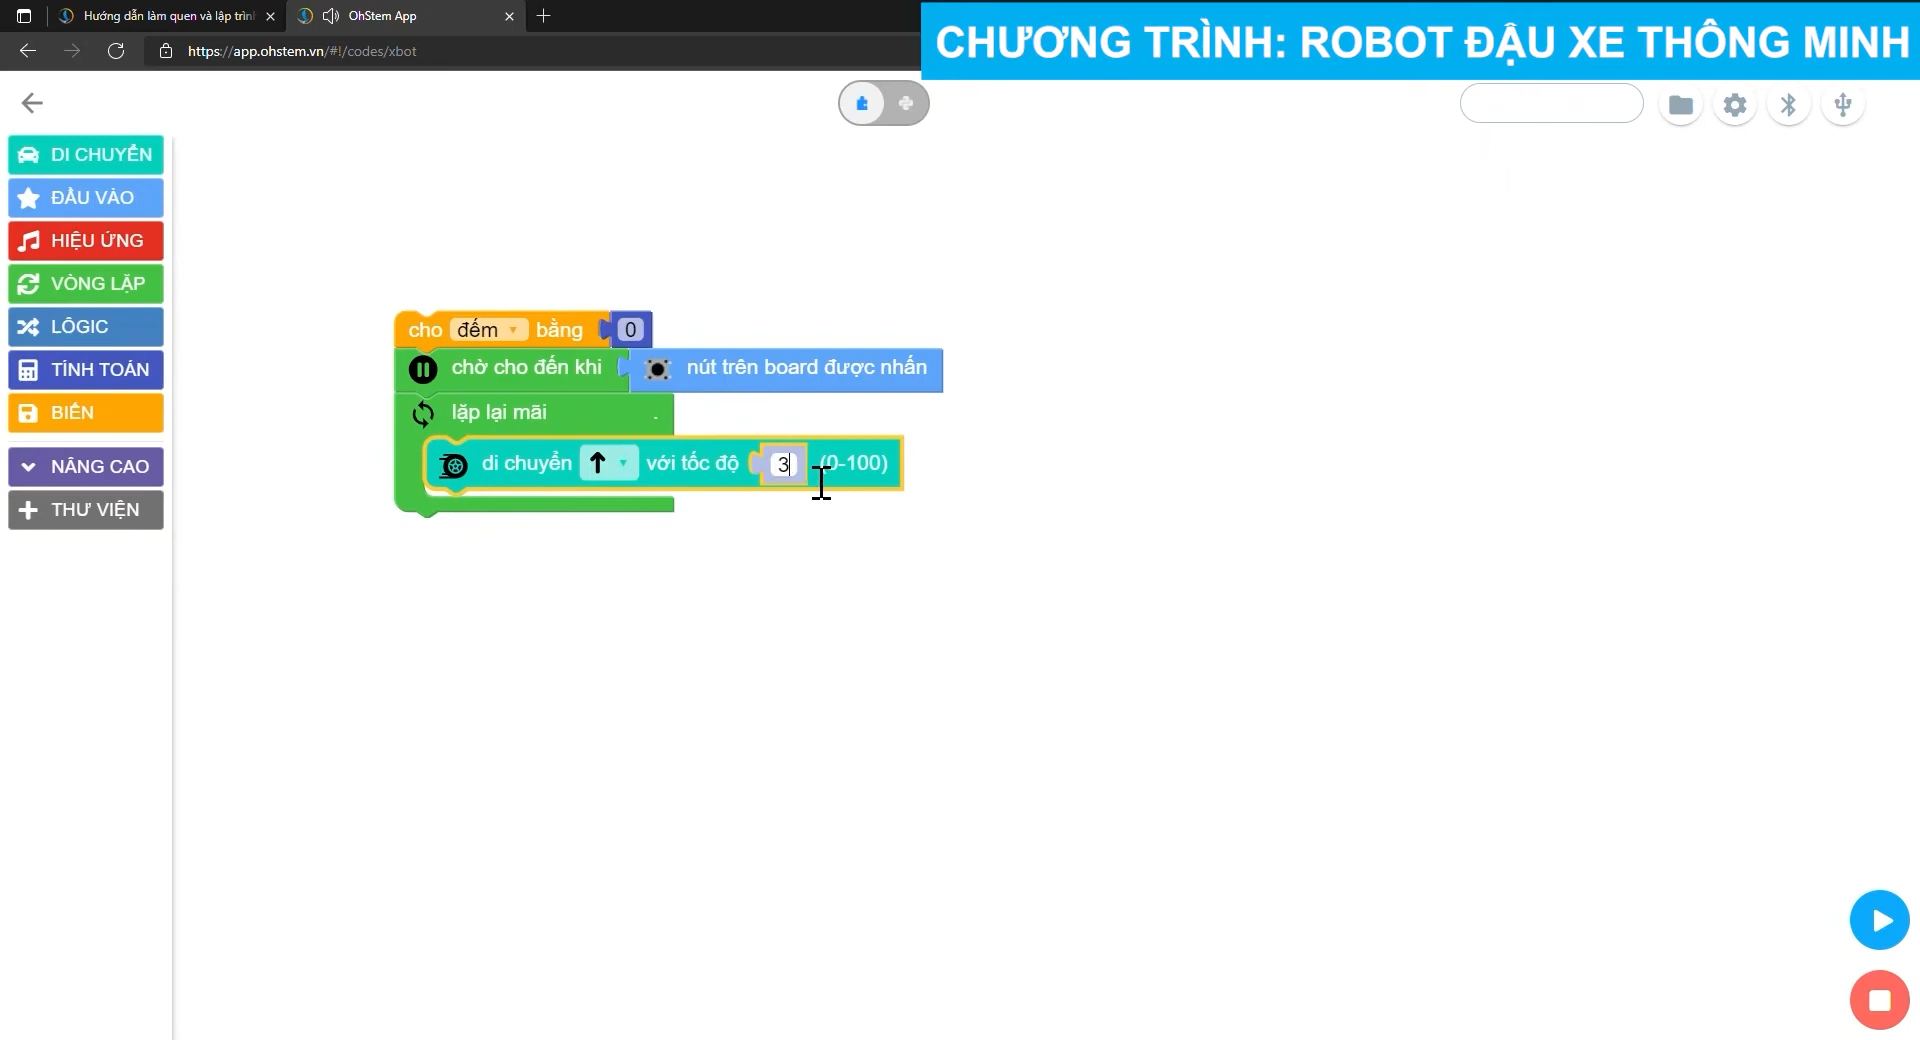 Hướng dẫn làm quen và lập trìn
OhStem App
https://app.ohstem.vn/#!/codes/xbot
CHƯƠNG TRÌNH: ROBOT ĐẬU XE THÔNG MINH
DI CHUYỂN
ĐẦU VÀO
HIỆU ỨNG
VÒNG LẶP
LÔGIC
TÍNH TOÁN
BIẾN
NÂNG CAO
THƯ VIỆN
cho đếm bằng 0
chờ cho đến khi nút trên board được nhấn
lặp lại mãi .
di chuyển với tốc độ 3 (0-100)